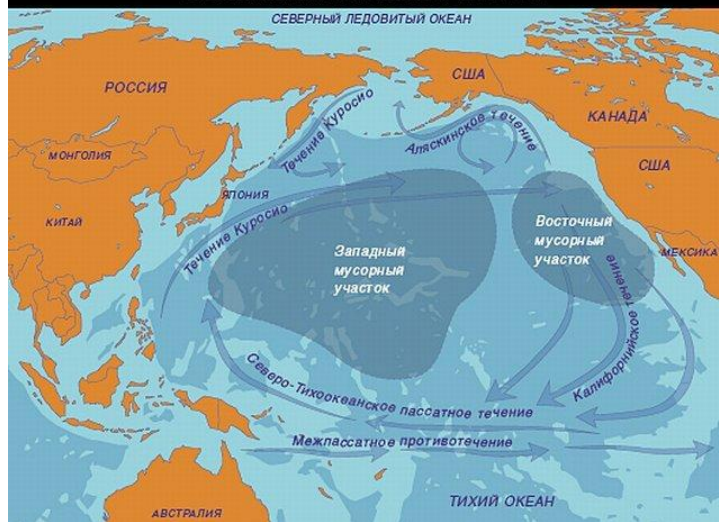 СЕВЕРНЫЙ ЛЕДОВИТЫЙ ОКЕАН
РОССИЯ
США
КАНАДА
Течение Куросио
Аляскинское течение
МОНГОЛИЯ
США
ЯПОНИЯ
КИТАЙ
Течение Куросио
Западный
мусорный
участок
Восточный
мусорный
участок
МЕКСИКА
Калифорнийское течение
Северо-Тихоокеанское пассатное течение
Межпассатное противотечение
ТИХИЙ ОКЕАН
АВСТРАЛИЯ